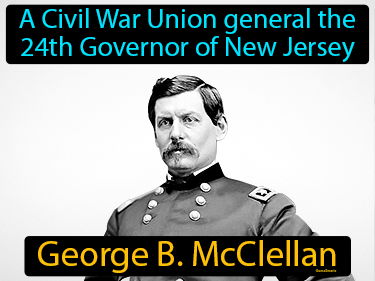 A Civil War Union general the
24th Governor of New Jersey
George B. McClellan